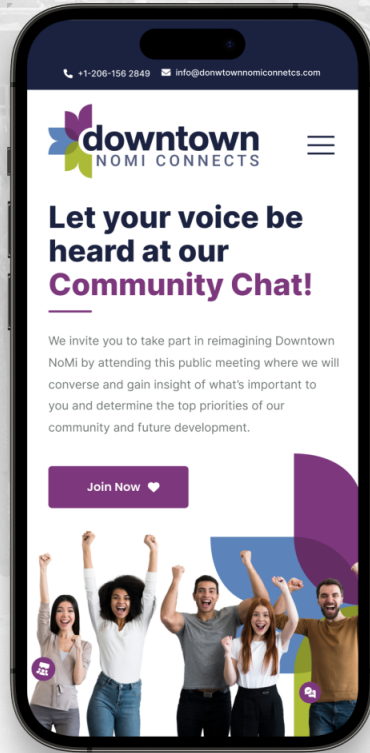 +1-206-156 2849 info@donwtownnomiconnetcs.com
downtown
NOMI CONNECTS
Let your voice be
heard at our
Community Chat!
We invite you to take part in reimagining Downtown
NoMi by attending this public meeting where we will
converse and gain insight of what's important to
you and determine the top priorities of our
community and future development.
Join Now